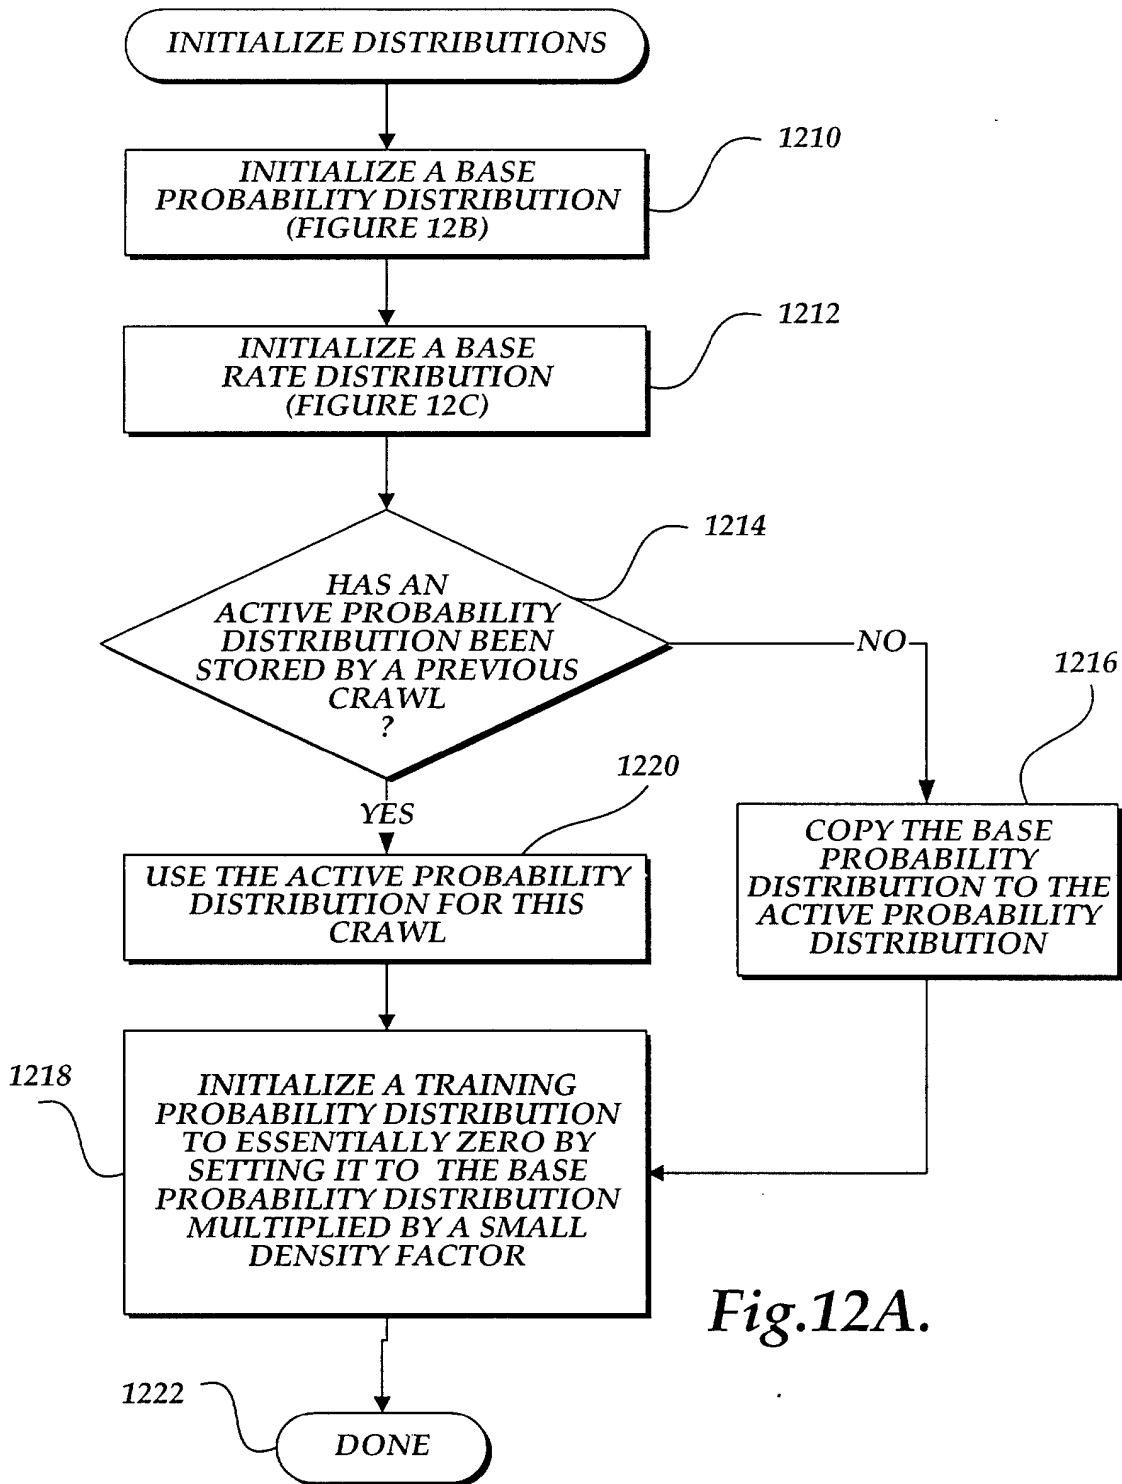 INITIALIZE DISTRIBUTIONS
1210
INITIALIZE A BASE
PROBABILITY DISTRIBUTION
(FIGURE 12B)
1212
INITIALIZE A BASE
RATE DISTRIBUTION
(FIGURE 12C)
1214
HAS AN
ACTIVE PROBABILITY
DISTRIBUTION BEEN
STORED BY A PREVIOUS
CRAWL
?
NO
1216
YES
1220
COPY THE BASE
PROBABILITY
DISTRIBUTION TO THE
ACTIVE PROBABILITY
DISTRIBUTION
USE THE ACTIVE PROBABILITY
DISTRIBUTION FOR THIS
CRAWL
1218
INITIALIZE A TRAINING
PROBABILITY DISTRIBUTION
TO ESSENTIALLY ZERO BY
SETTING IT TO THE BASE
PROBABILITY DISTRIBUTION
MULTIPLIED BY A SMALL
DENSITY FACTOR
Fig.12A.
1222
DONE